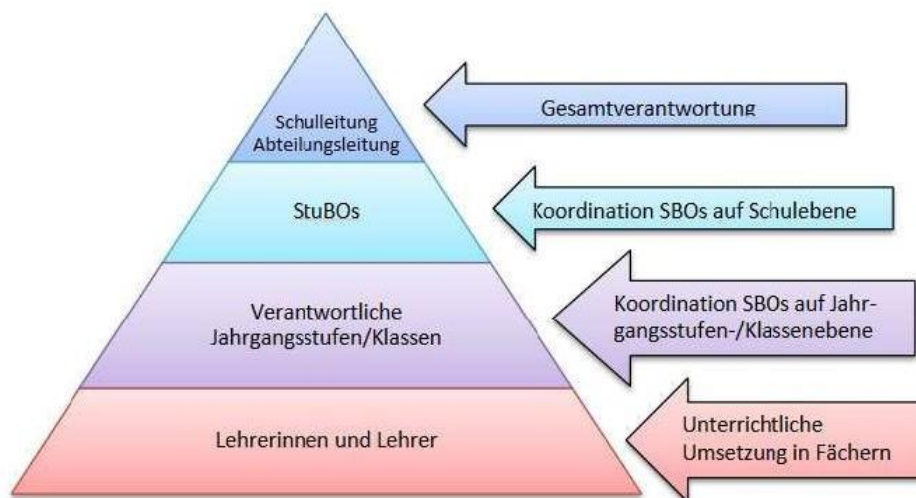 Schulleitung
Abteilungsleitung
Gesamtverantwortung
StuBOs
Koordination SBOs auf Schulebene
Verantwortliche
Jahrgangsstufen/Klassen
Koordination SBOs auf Jahr-
gangsstufen-/Klassenebene
Lehrerinnen und Lehrer
Unterrichtliche
Umsetzung in Fächern